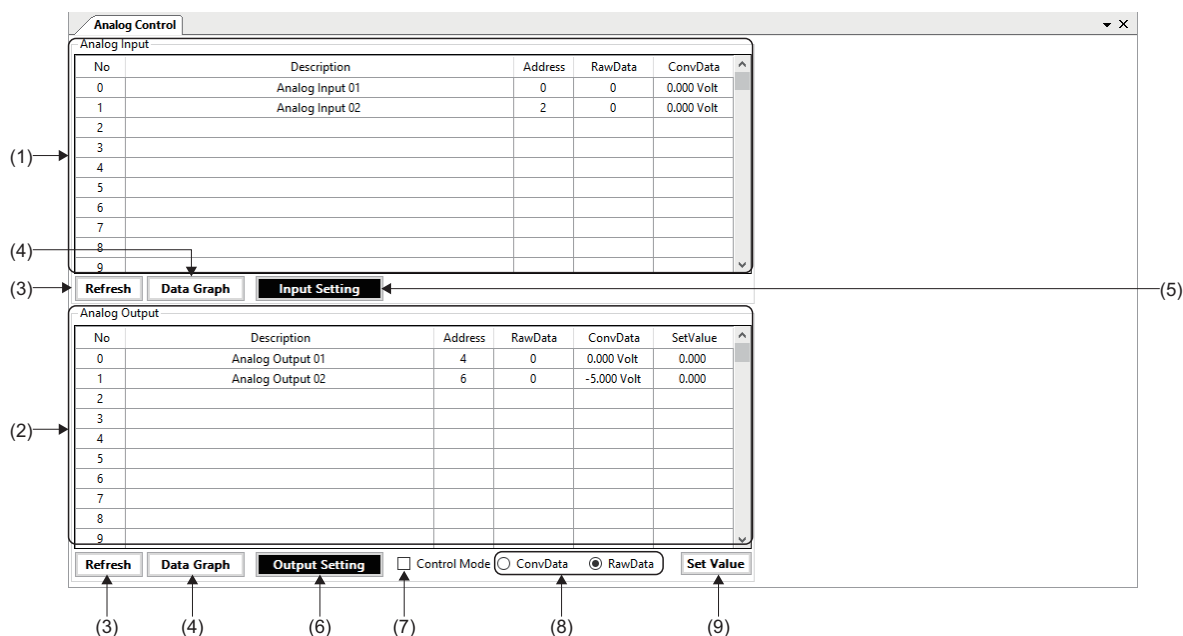 Analog Control
Analog Input
No Description Address RawData ConvData
0 Analog Input 01 0 0 0.000 Volt
1 Analog Input 02 2 0 0.000 Volt
2
3
(1)
4
5
6
7
(4)
8
9
(3) Refresh Data Graph Input Setting (5)
Analog Output
No Description Address RawData ConvData SetValue
0 Analog Output 01 4 0 0.000 Volt 0.000
1 Analog Output 02 6 0 -5.000 Volt 0.000
2
3
(2)
4
5
6
7
8
9
Refresh Data Graph Output Setting Control Mode ConvData RawData Set Value
(3) (4) (6) (7) (8) (9)